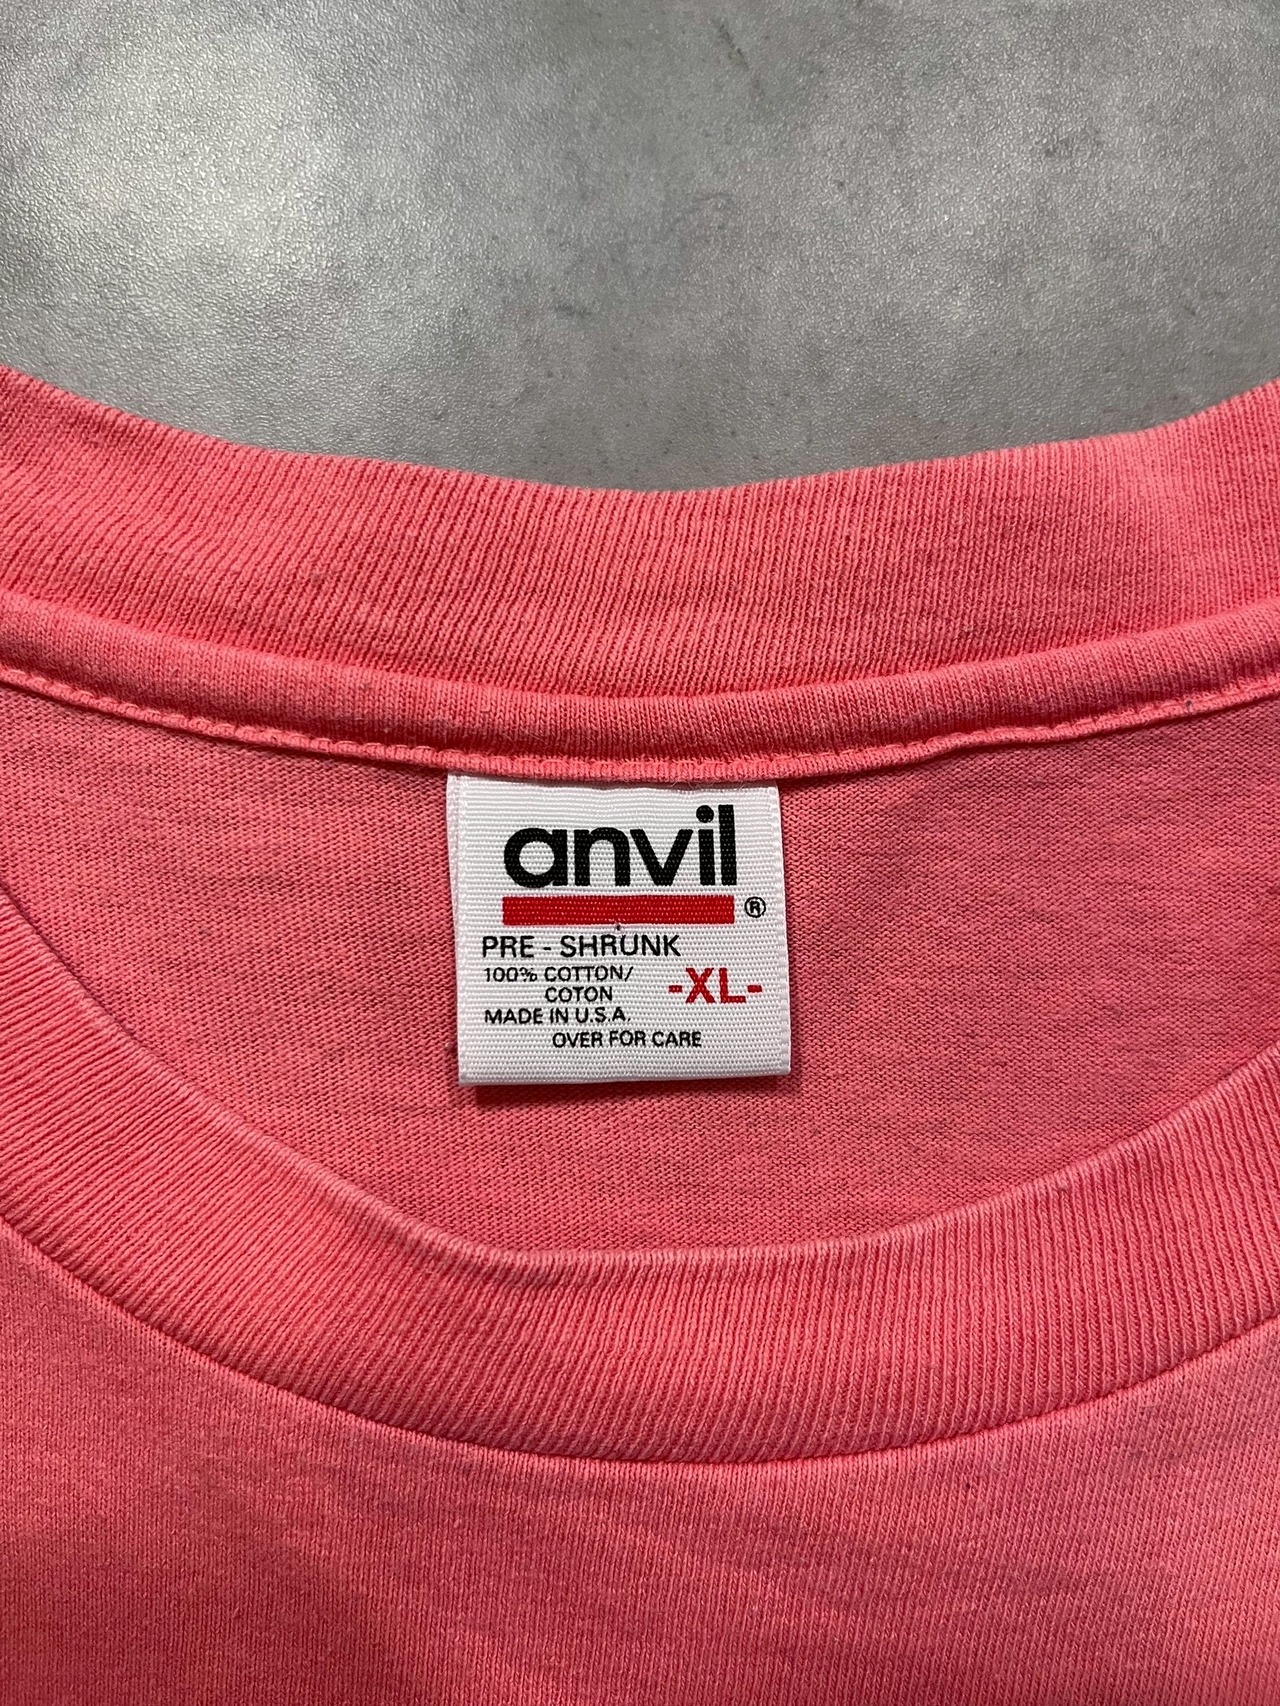 anvil
®
PRE - SHRUNK
100% COTTON/
COTON
-XL-
MADE IN U.S.A.
OVER FOR CARE